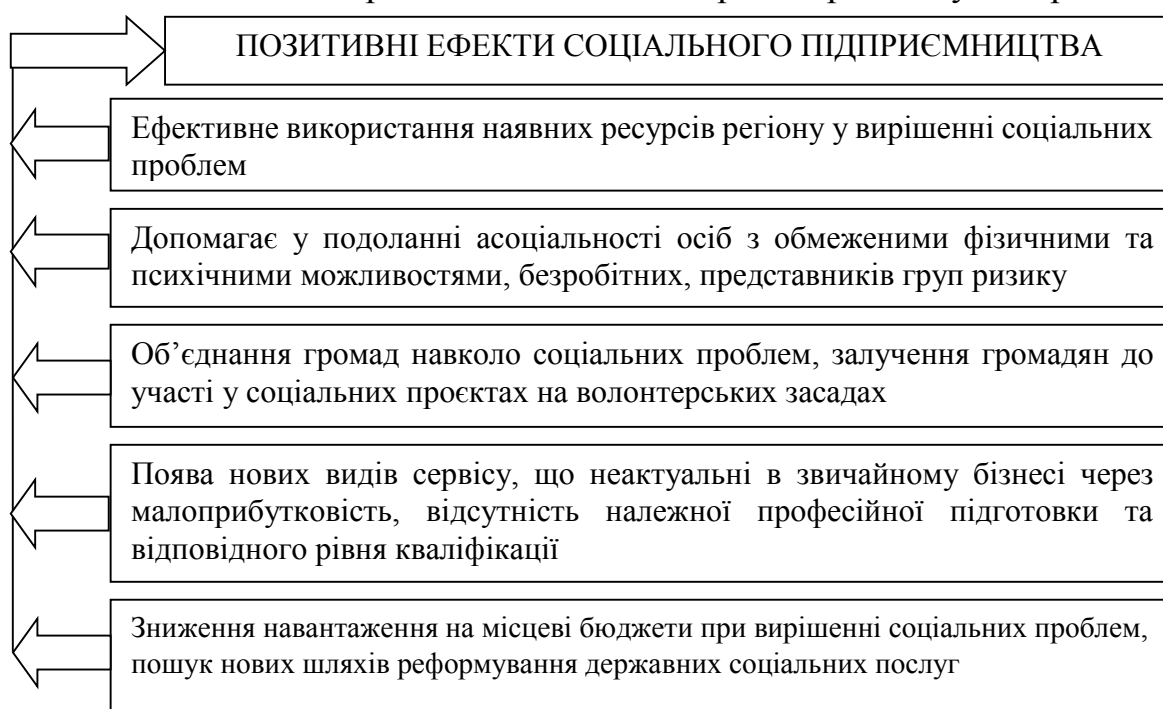 ПОЗИТИВНІ ЕФЕКТИ СОЦІАЛЬНОГО ПІДПРИЄМНИЦТВА
Ефективне використання наявних ресурсів регіону у вирішенні соціальних
проблем
Допомагає у подоланні асоціальності осіб з обмеженими фізичними та
психічними можливостями, безробітних, представників груп ризику
Об’єднання громад навколо соціальних проблем, залучення громадян до
участі у соціальних проєктах на волонтерських засадах
Поява нових видів сервісу, що неактуальні в звичайному бізнесі через
малоприбутковість, відсутність належної професійної підготовки та
відповідного рівня кваліфікації
Зниження навантаження на місцеві бюджети при вирішенні соціальних проблем,
пошук нових шляхів реформування державних соціальних послуг